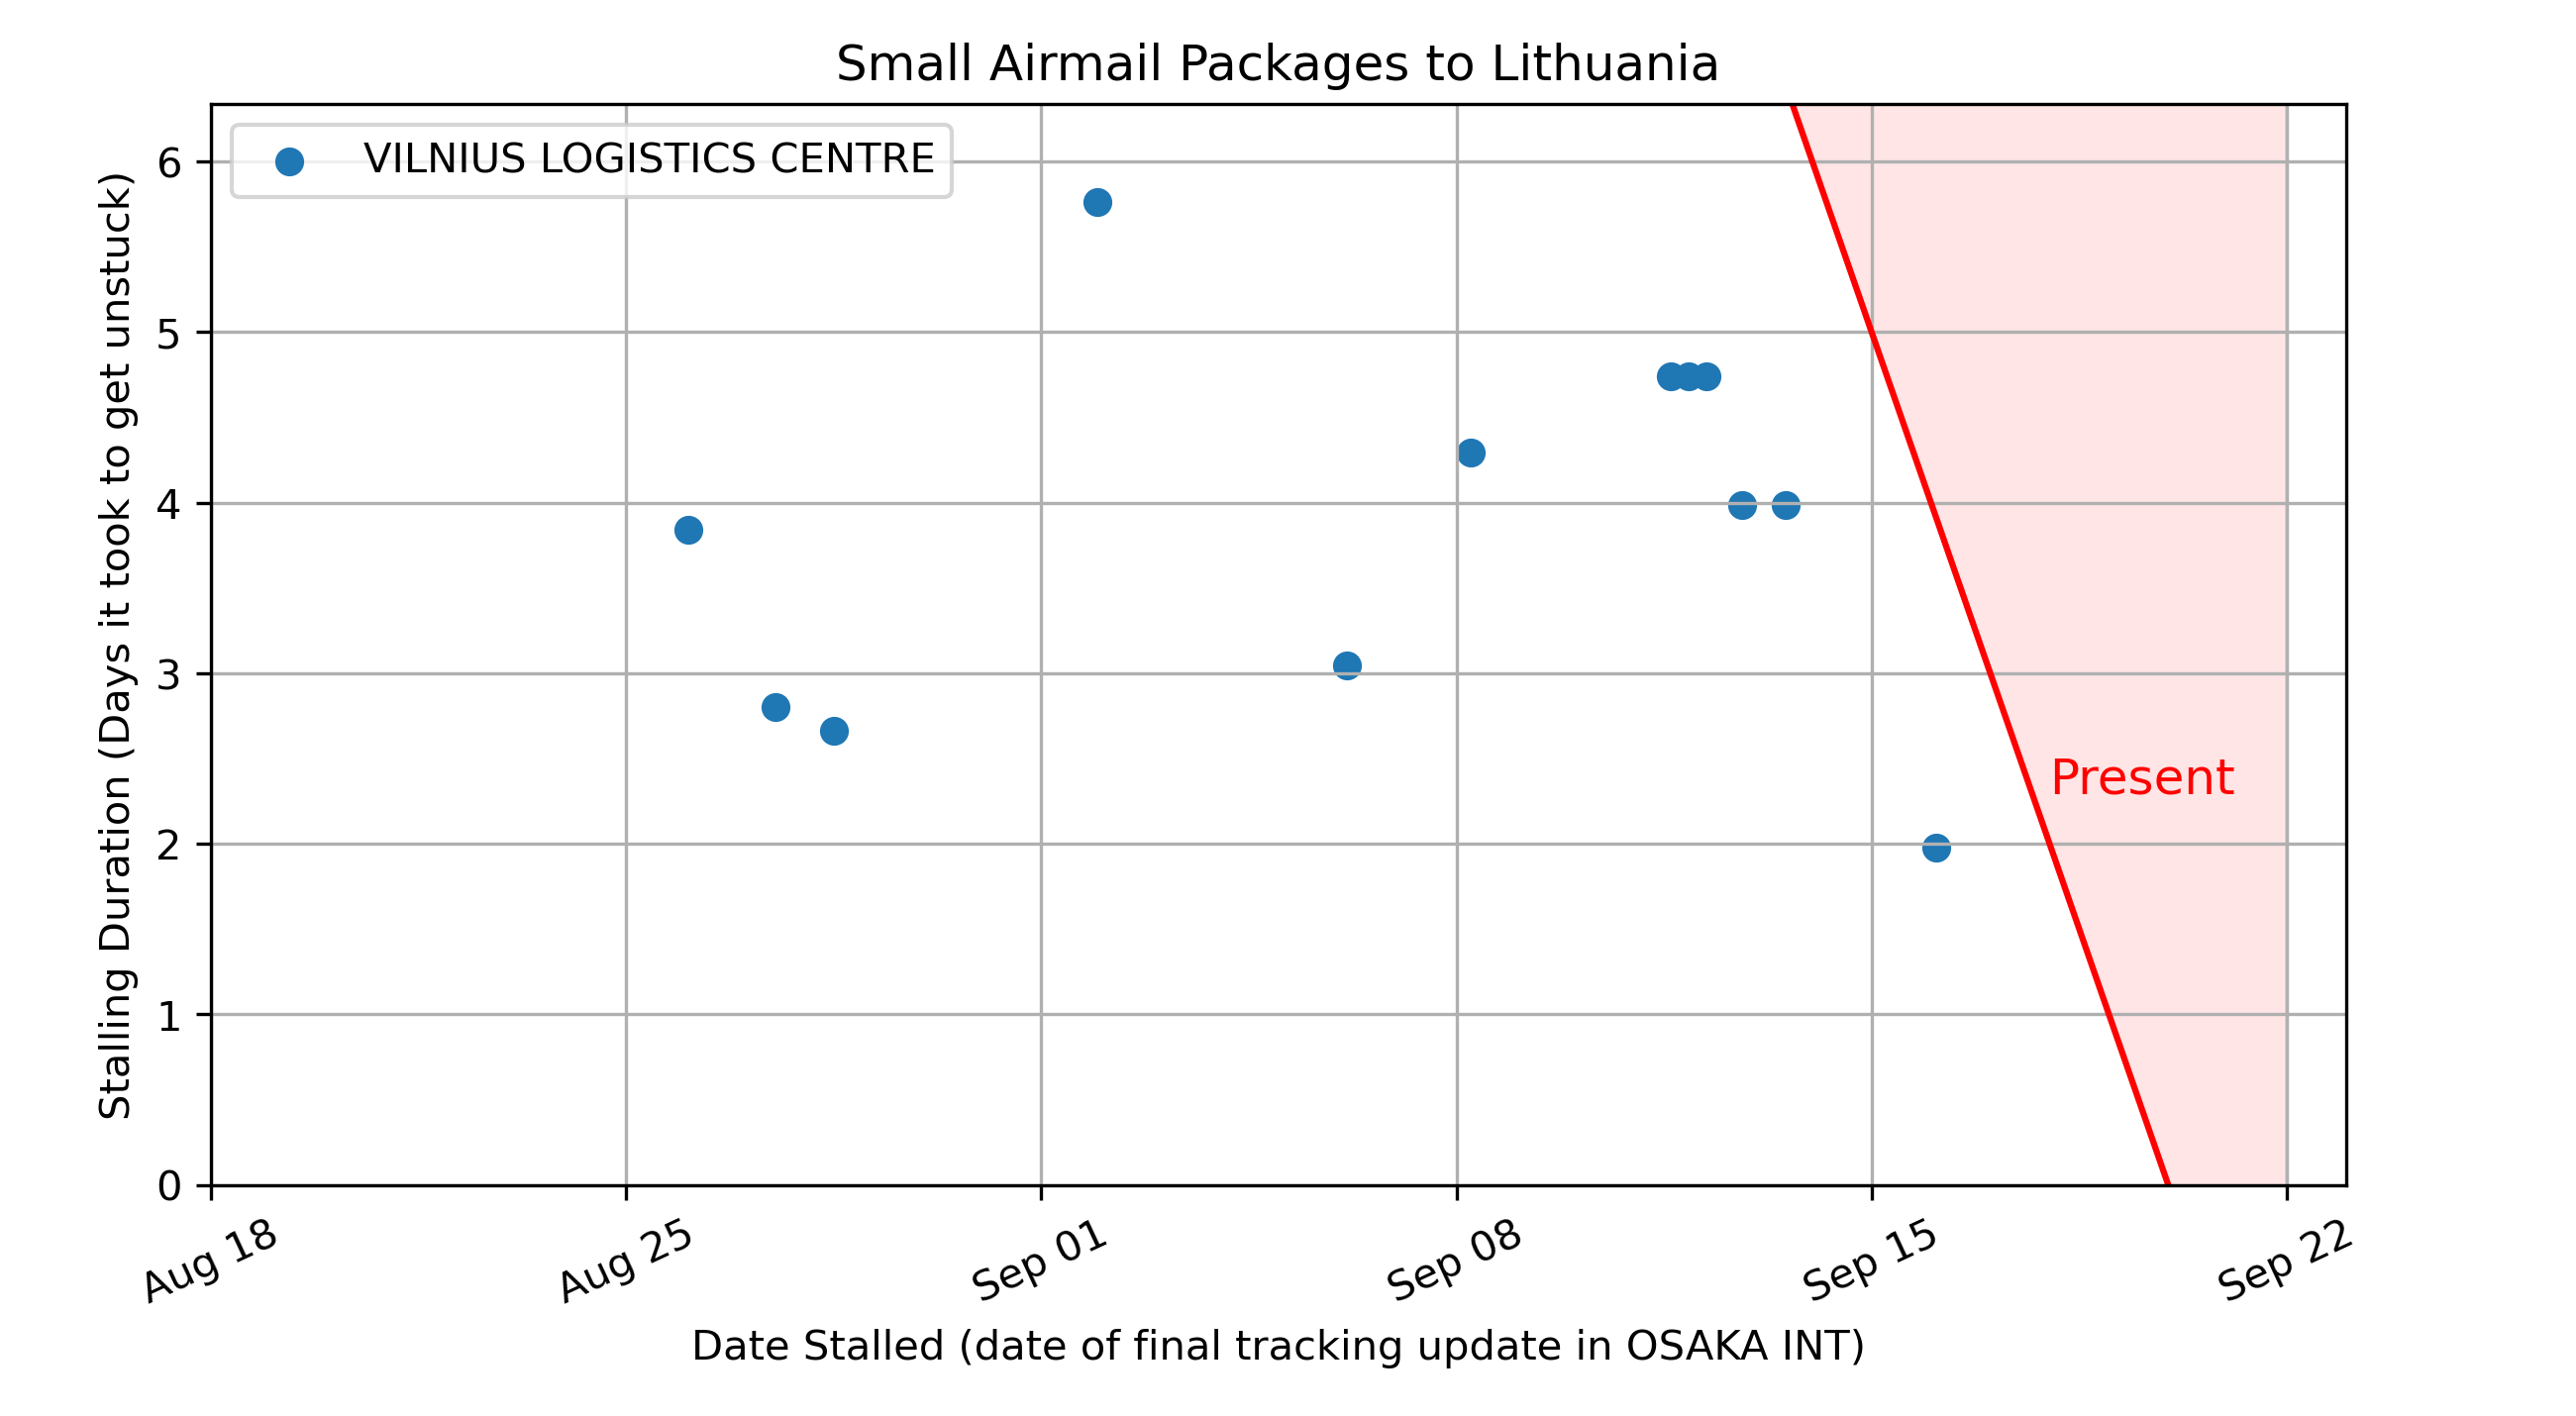 Small Airmail Packages to Lithuania
VILNIUS LOGISTICS CENTRE
Stalling Duration (Days it took to get unstuck)
6
5
4
3
2
1
0
Present
Aug 18
Aug 25
Sep 01
Sep 08
Sep 15
Sep 22
Date Stalled (date of final tracking update in OSAKA INT)